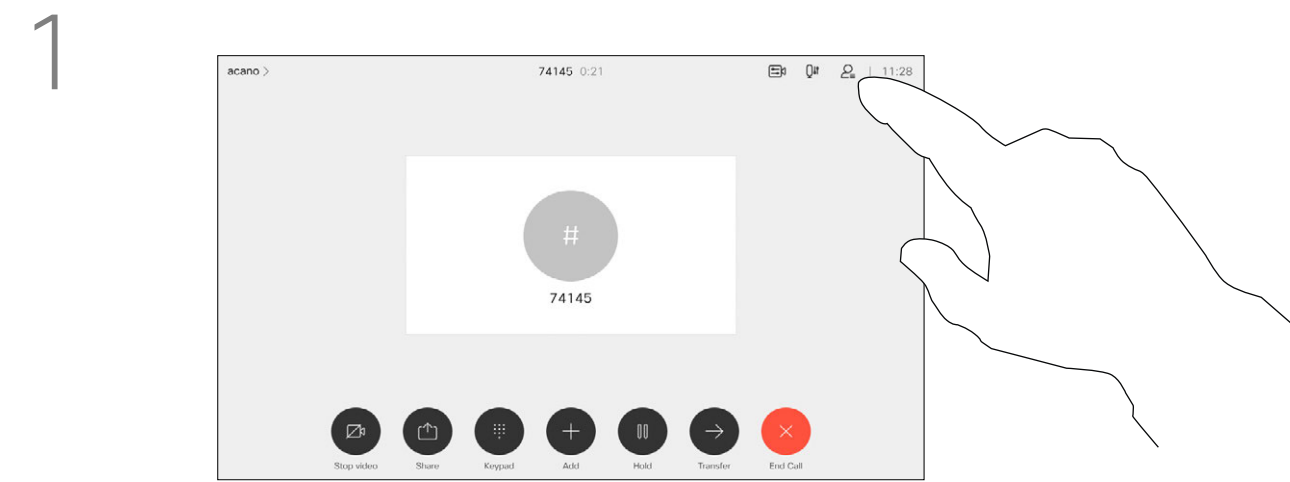 1
acano >
74145 0:21
11:28
#
74145
Stop video Share Keypad Add Hold Transfer End Call